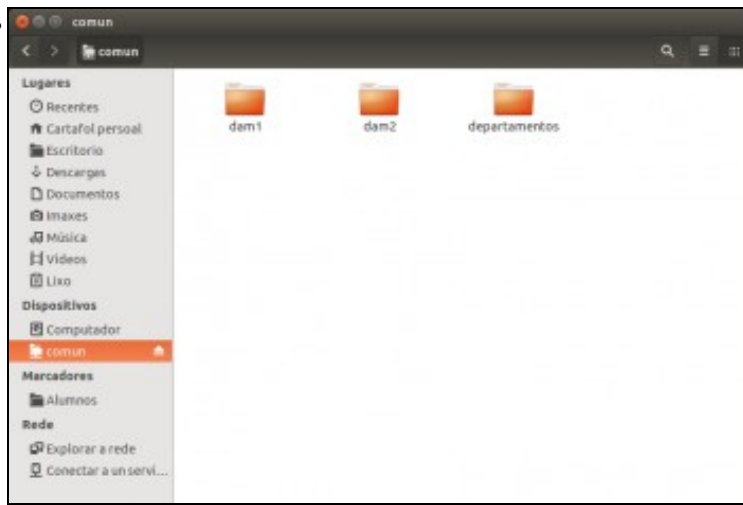 comun
comun
Lugares
Recentes
Cartafol persoal
Escritorio
Descargas
Documentos
Imaxes
Música
Vídeos
Lixo
Dispositivos
Computador
comun
Marcadores
Alumnos
Rede
Explorar a rede
Conectar a un servi...
dam1 dam2 departamentos